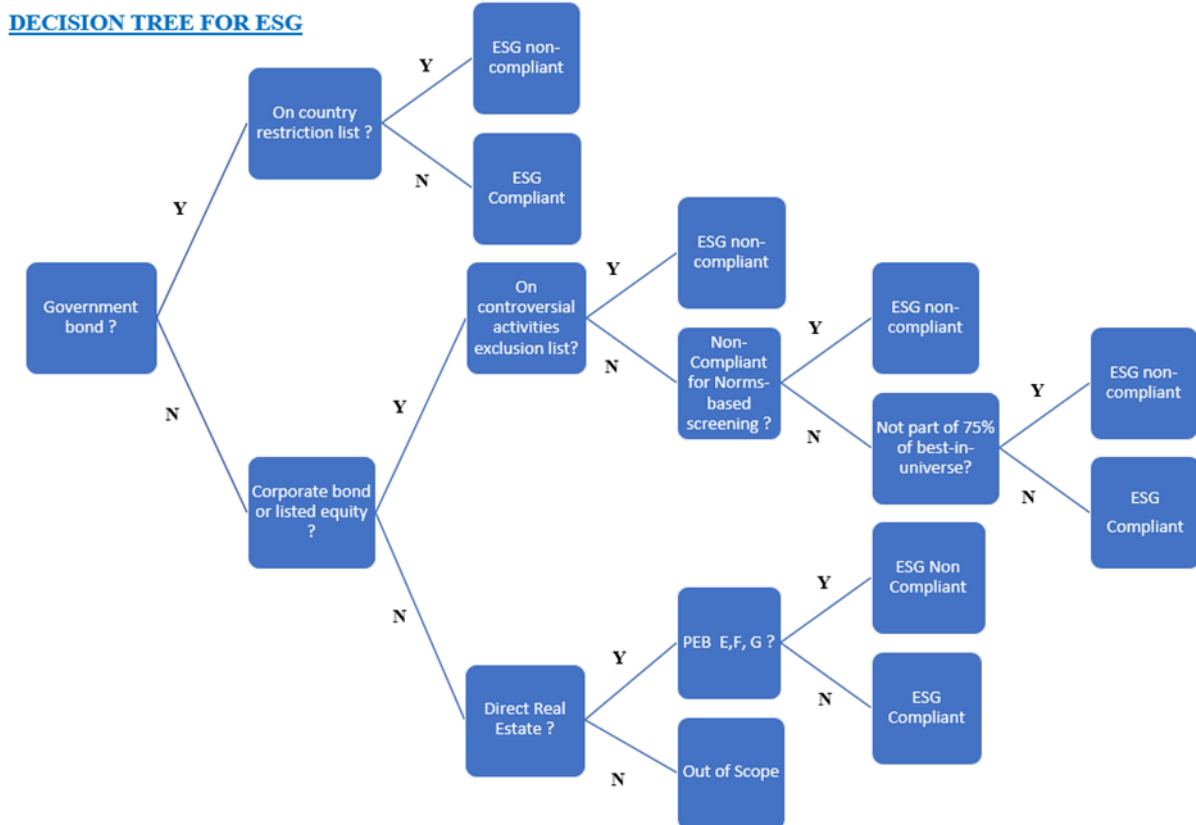 DECISION TREE FOR ESG
ESG non-
compliant
Y
On country
restriction list ?
N
ESG
Compliant
Y
Government
bond ?
N
ESG non-
compliant
On
controversial
activities
exclusion list?
Y
N
Non-
Compliant
for Norms-
based
screening ?
Y
ESG non-
compliant
N
Not part of 75%
of best-in-
universe?
Y
ESG non-
compliant
N
ESG
Compliant
Y
Corporate bond
or listed equity
?
N
Direct Real
Estate ?
Y
PEB E,F, G ?
Y
ESG Non
Compliant
N
ESG
Compliant
N
Out of Scope